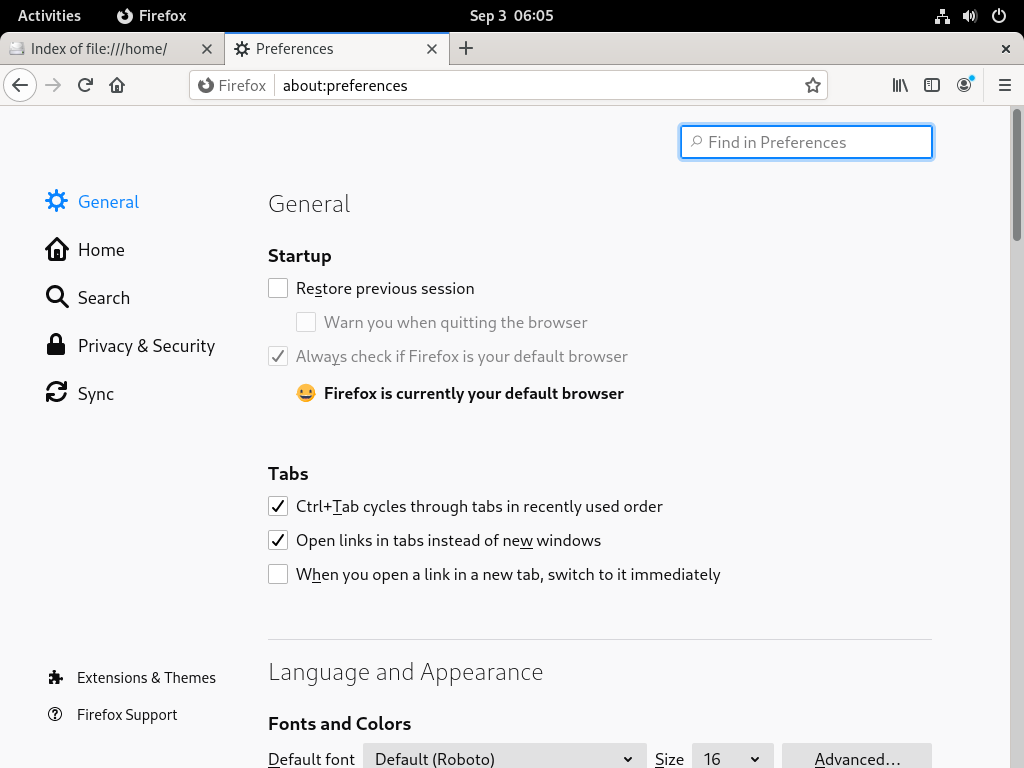 Activities Firefox Sep 3 06:05
Index of file:///home/ Preferences
Firefox about:preferences
Find in Preferences
General
Home
Search
Privacy & Security
Sync
Extensions & Themes
Firefox Support
General
Startup
Restore previous session
Warn you when quitting the browser
Always check if Firefox is your default browser
Firefox is currently your default browser
Tabs
Ctrl+Tab cycles through tabs in recently used order
Open links in tabs instead of new windows
When you open a link in a new tab, switch to it immediately
Language and Appearance
Fonts and Colors
Default font Default (Roboto) Size 16 Advanced...